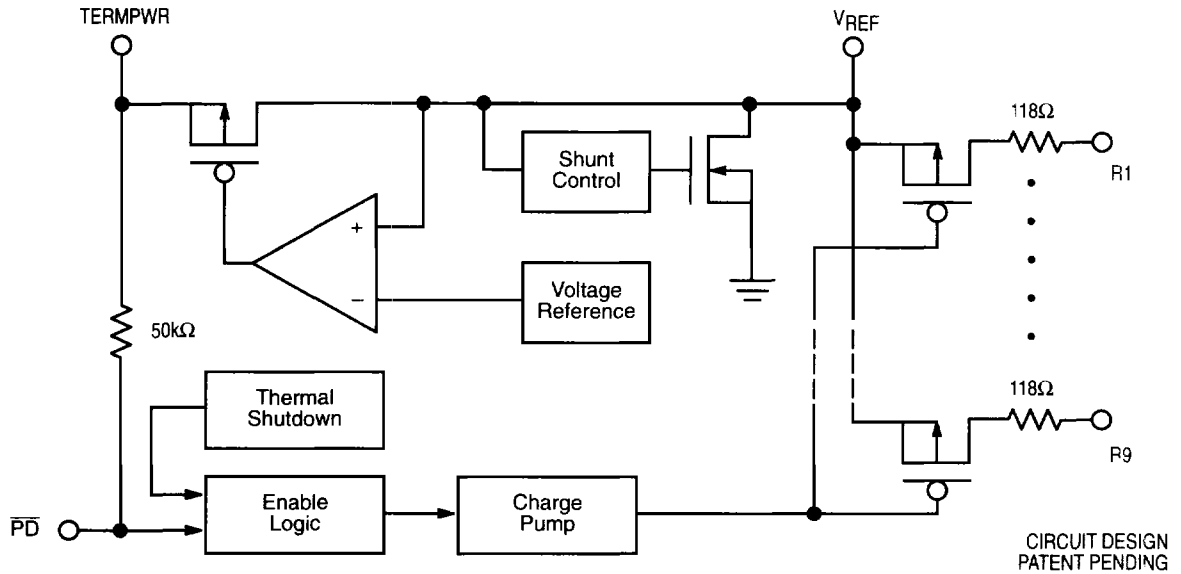 TERMPWR
VREF
118Ω
R1
Shunt
Control
+
−
Voltage
Reference
50kΩ
Thermal
Shutdown
118Ω
R9
Enable
Logic
Charge
Pump
PD
CIRCUIT DESIGN
PATENT PENDING